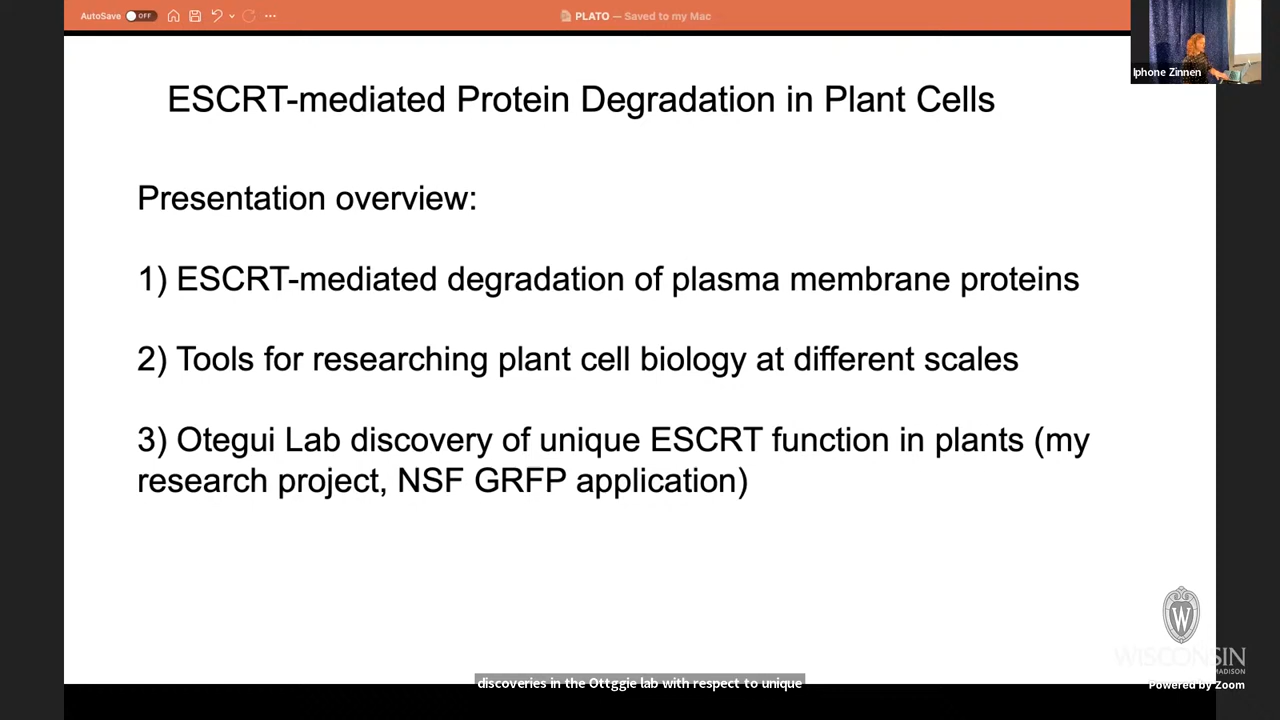 AutoSave OFF
PLATO — Saved to my Mac
Iphone Zinnen
ESCRT-mediated Protein Degradation in Plant Cells
Presentation overview:
1) ESCRT-mediated degradation of plasma membrane proteins
2) Tools for researching plant cell biology at different scales
3) Otegui Lab discovery of unique ESCRT function in plants (my
research project, NSF GRFP application)
W
WISCONSIN
MADISON
discoveries in the Ottggie lab with respect to unique
Powered by Zoom